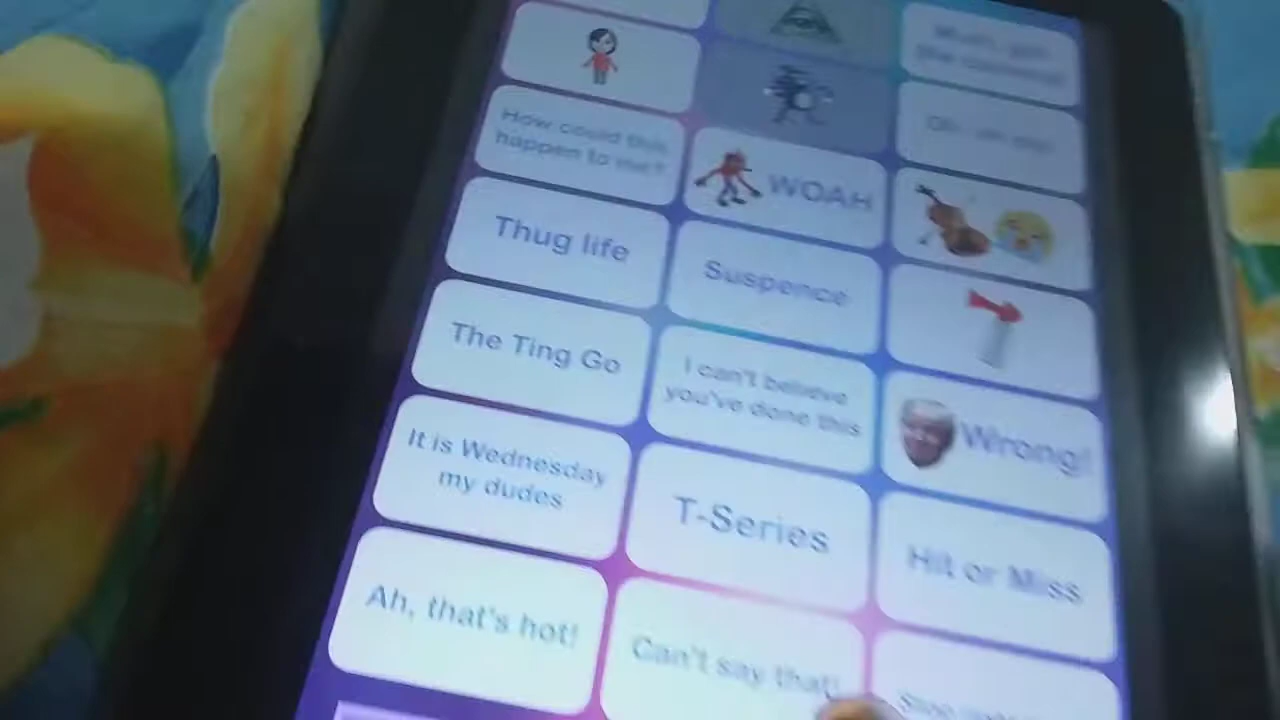 How could this
happen to me?
WOAH
Thug life
Suspence
The Ting Go
I can't believe
you've done this
Wrong!
It is Wednesday
my dudes
T-Series
Hit or Miss
Ah, that's hot!
Can't say that!